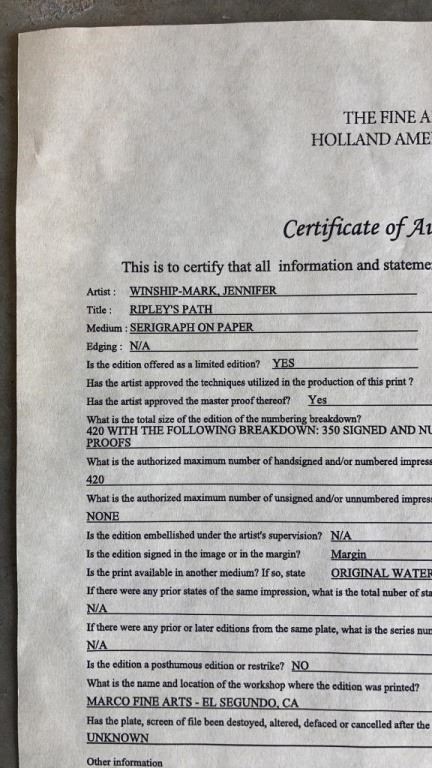 THE FINE A
HOLLAND AME
Certificate of Au
This is to certify that all information and stateme
Artist : WINSHIP-MARK, JENNIFER
Title : RIPLEY'S PATH
Medium : SERIGRAPH ON PAPER
Edging : N/A
Is the edition offered as a limited edition? YES
Has the artist approved the techniques utilized in the production of this print ?
Has the artist approved the master proof thereof? Yes
What is the total size of the edition of the numbering breakdown?
420 WITH THE FOLLOWING BREAKDOWN: 350 SIGNED AND NU
PROOFS
What is the authorized maximum number of handsigned and/or numbered impress
420
What is the authorized maximum number of unsigned and/or unnumbered impress
NONE
Is the edition embellished under the artist's supervision? N/A
Is the edition signed in the image or in the margin? Margin
Is the print available in another medium? If so, state ORIGINAL WATER
If there were any prior states of the same impression, what is the total nuber of sta
N/A
If there were any prior or later editions from the same plate, what is the series num
N/A
Is the edition a posthumous edition or restrike? NO
What is the name and location of the workshop where the edition was printed?
MARCO FINE ARTS - EL SEGUNDO, CA
Has the plate, screen of file been destoyed, altered, defaced or cancelled after the
UNKNOWN
Other information